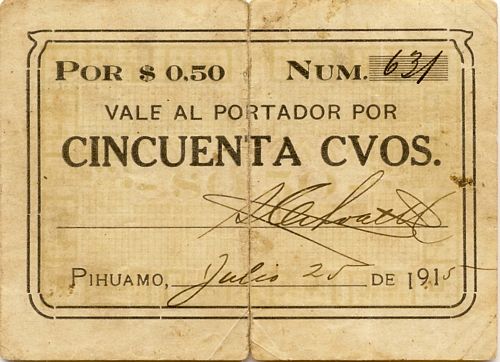 POR $ 0.50 NUM. 631
VALE AL PORTADOR POR
CINCUENTA CVOS.
PIHUAMO, Julio 25 DE 1915